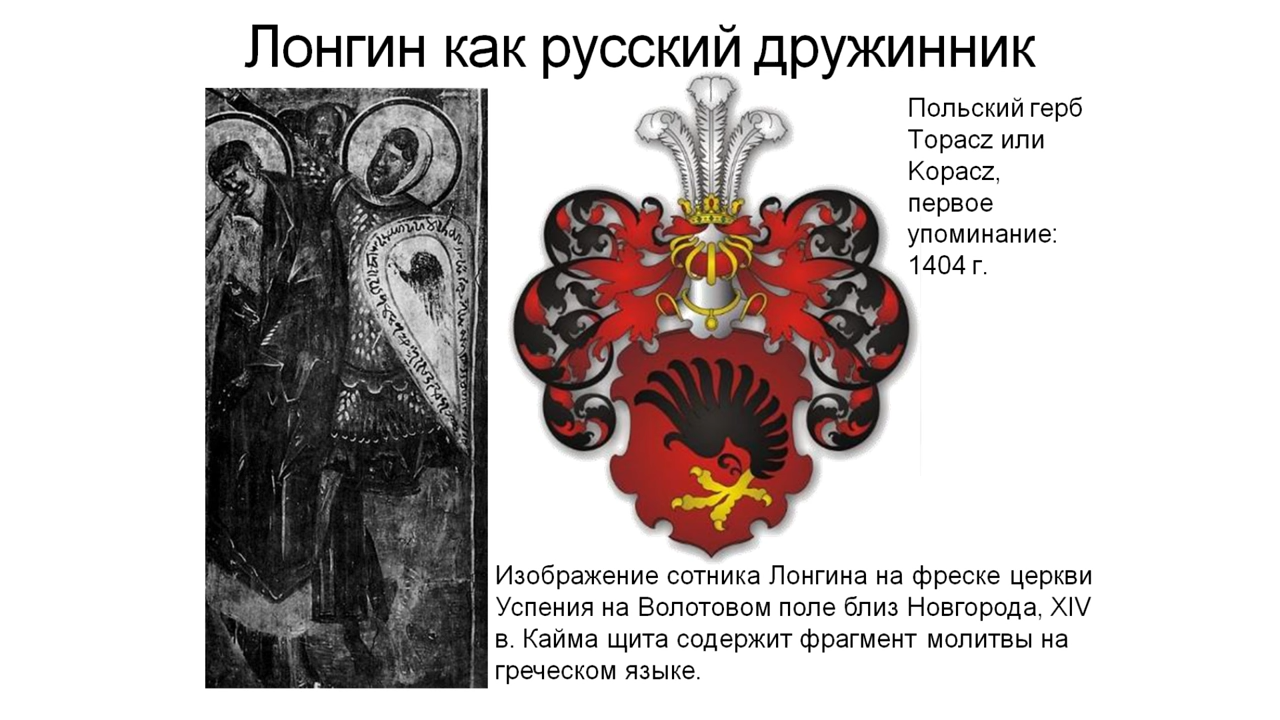 Лонгин как русский дружинник
Польский герб
Topacz или
Kopacz,
первое
упоминание:
1404 г.
Изображение сотника Лонгина на фреске церкви
Успения на Волотовом поле близ Новгорода, XIV
в. Кайма щита содержит фрагмент молитвы на
греческом языке.